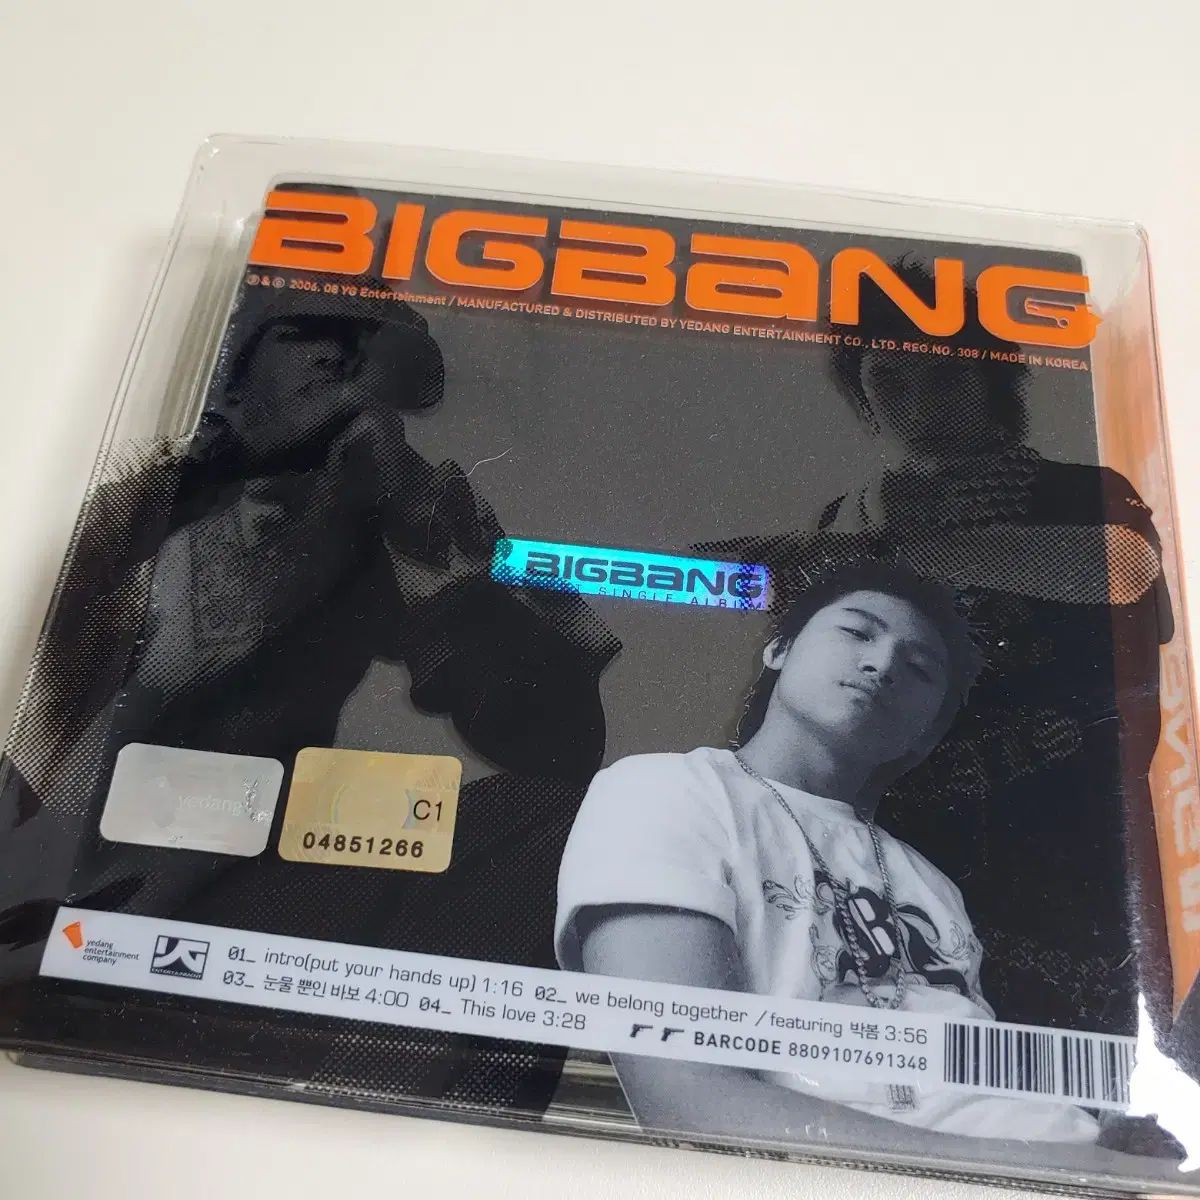 BIGBANG
℗ & © 2006. 08 YG Entertainment / MANUFACTURED & DISTRIBUTED BY YEDANG ENTERTAINMENT CO., LTD. REG.NO. 308 / MADE IN KOREA
BIGBANG
SINGLE ALBUM
yedang
C1
04851266
yedang entertainment company
YG ENTERTAINMENT
01_ intro(put your hands up) 1:16 02_ we belong together / featuring 박봄 3:56
03_ 눈물 뿐인 바보 4:00 04_ This love 3:28
BARCODE 8809107691348